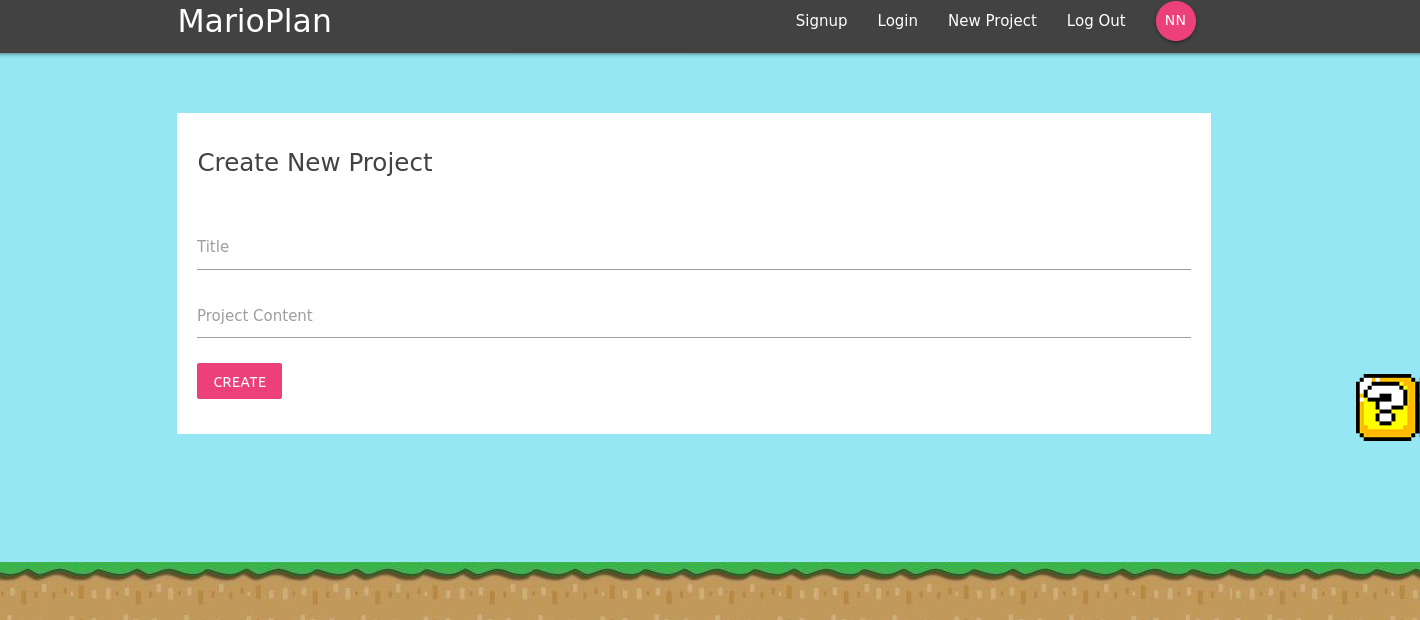 MarioPlan
Signup Login New Project Log Out NN
Create New Project
Title
Project Content
CREATE
?